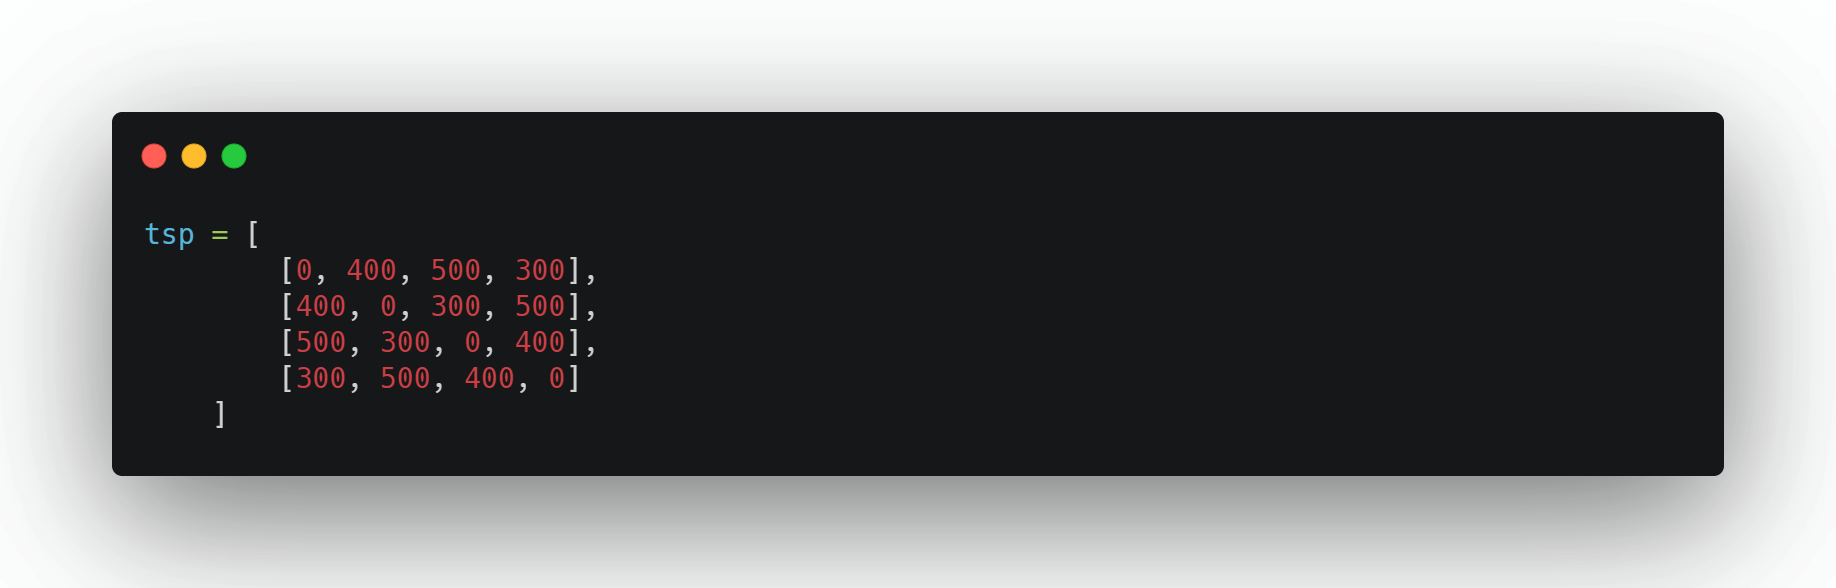 tsp = [
        [0, 400, 500, 300],
        [400, 0, 300, 500],
        [500, 300, 0, 400],
        [300, 500, 400, 0]
    ]